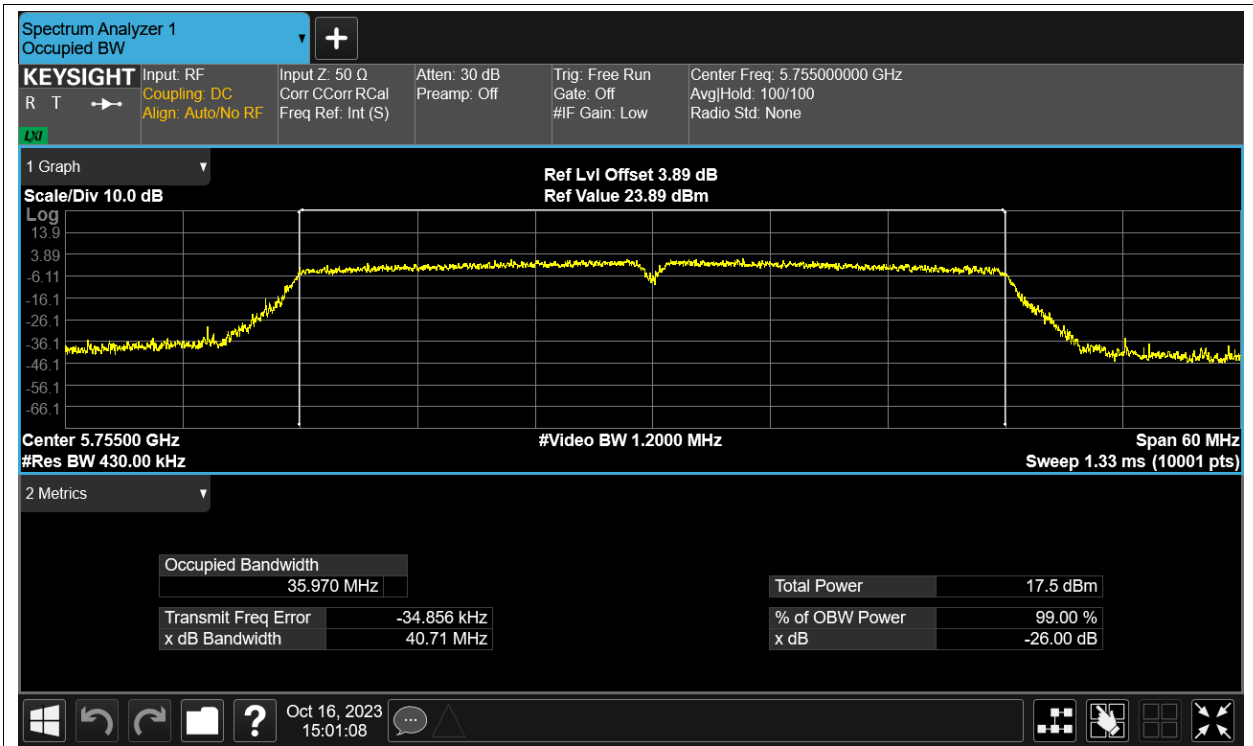 Spectrum Analyzer 1
Occupied BW
KEYSIGHT
R T
LXI
Input: RF
Coupling: DC
Align: Auto/No RF
Input Z: 50 Ω
Corr CCorr RCal
Freq Ref: Int (S)
Atten: 30 dB
Preamp: Off
Trig: Free Run
Gate: Off
#IF Gain: Low
Center Freq: 5.755000000 GHz
Avg|Hold: 100/100
Radio Std: None
1 Graph
Scale/Div 10.0 dB
Ref Lvl Offset 3.89 dB
Ref Value 23.89 dBm
Log
13.9
3.89
-6.11
-16.1
-26.1
-36.1
-46.1
-56.1
-66.1
Center 5.75500 GHz
#Video BW 1.2000 MHz
Span 60 MHz
#Res BW 430.00 kHz
Sweep 1.33 ms (10001 pts)
2 Metrics
Occupied Bandwidth
35.970 MHz
Total Power 17.5 dBm
Transmit Freq Error -34.856 kHz
% of OBW Power 99.00 %
x dB Bandwidth 40.71 MHz
x dB -26.00 dB
?
Oct 16, 2023
15:01:08